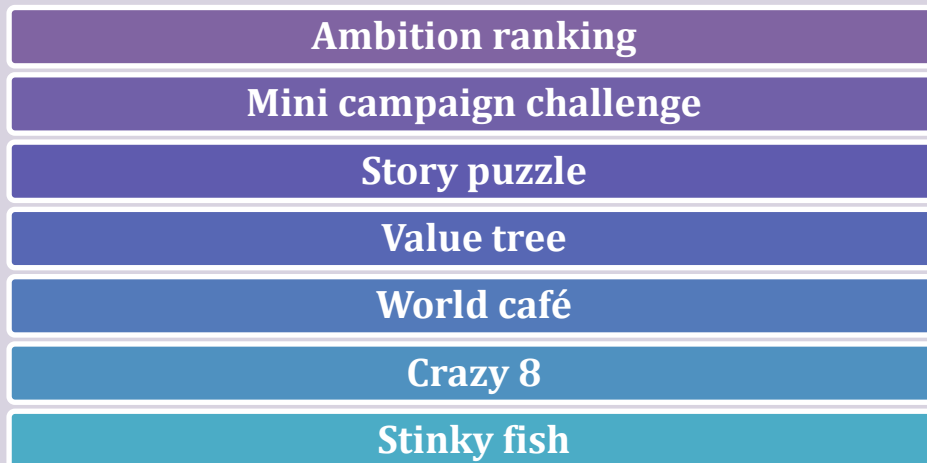 Ambition ranking
Mini campaign challenge
Story puzzle
Value tree
World café
Crazy 8
Stinky fish